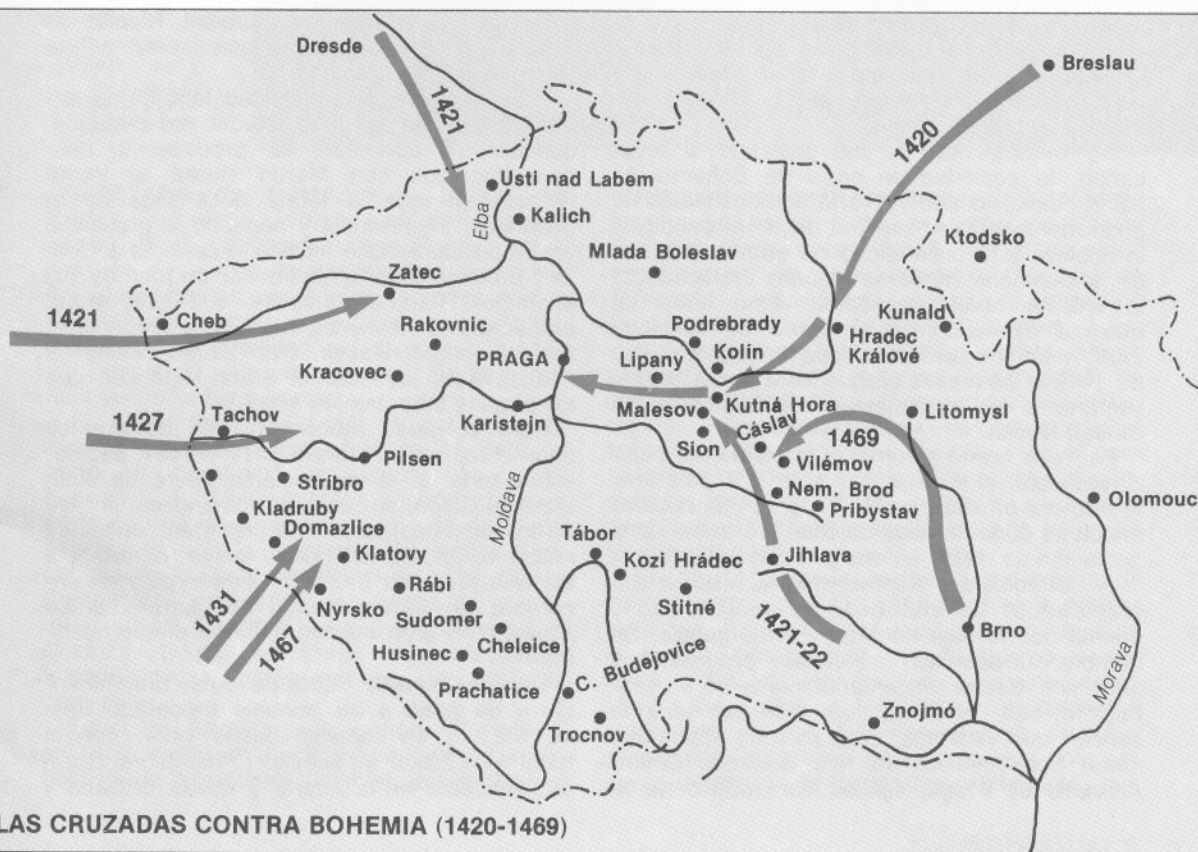 Dresde
Breslau
1421
1420
Usti nad Labem
Elba
Kalich
Ktodsko
Mlada Boleslav
Zatec
1421
Cheb
Rakovnic
PRAGA
Podrebrady
Kolín
Lipany
Kunald
Hradec
Králové
Kracovec
Karistejn
Malesov
Kutná Hora
Sion
Cáslav
Litomysl
1427
Tachov
Pilsen
1469
Vilémov
Stríbro
Nem. Brod
Pribystav
Olomouc
Kladruby
Domazlice
Moldava
Klatovy
Tábor
Kozi Hrádec
Jihlava
Rábi
Stitné
Nyrsko
Sudomer
Cheleice
1431
1467
1421-22
Brno
Husinec
Prachatice
C. Budejovice
Morava
Trocnov
Znojmó
LAS CRUZADAS CONTRA BOHEMIA (1420-1469)